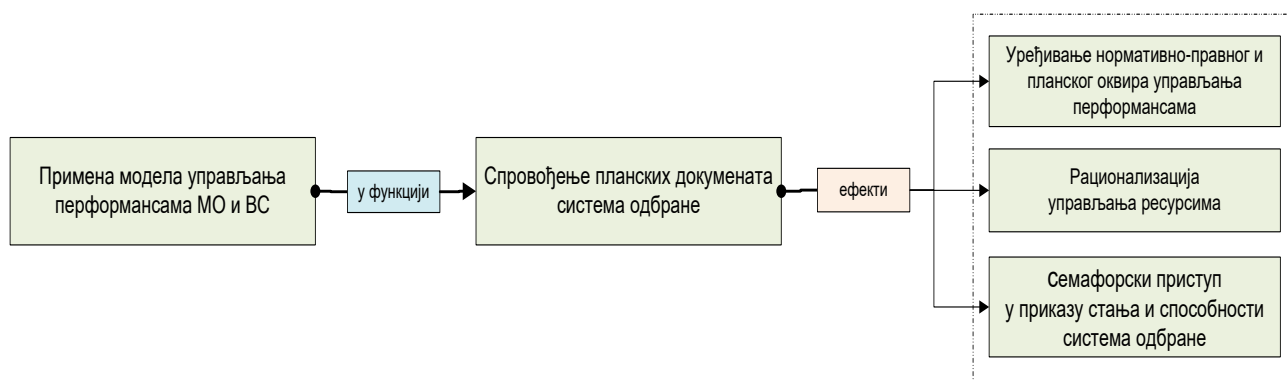 Примена модела управљања
перформансама МО и ВС
у функцији
Спровођење планских докумената
система одбране
ефекти
Уређивање нормативно-правног и
планског оквира управљања
перформансама
Рационализација
управљања ресурсима
Семафорски приступ
у приказу стања и способности
система одбране